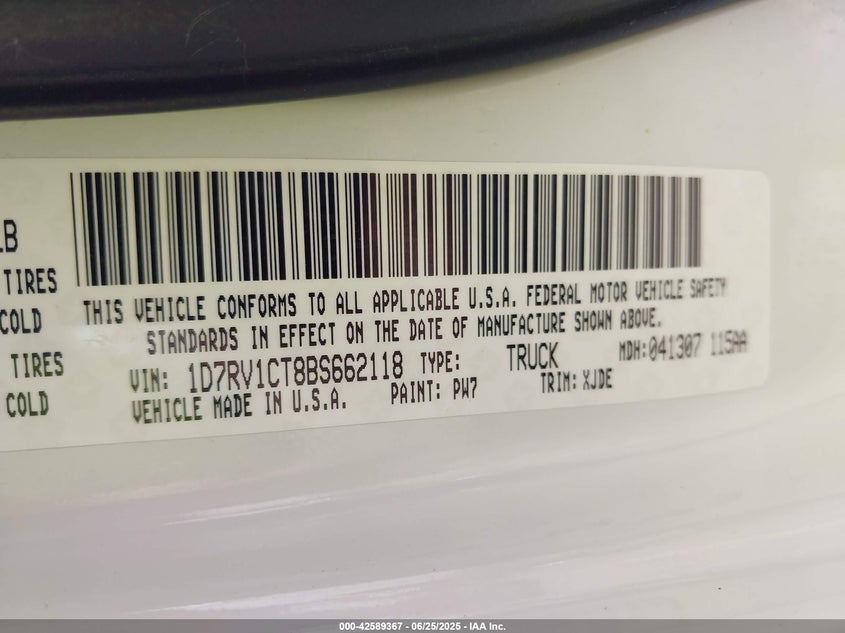 LB
TIRES
COLD
TIRES
COLD
THIS VEHICLE CONFORMS TO ALL APPLICABLE U.S.A. FEDERAL MOTOR VEHICLE SAFETY
STANDARDS IN EFFECT ON THE DATE OF MANUFACTURE SHOWN ABOVE.
VIN: 1D7RV1CT8BS662118 TYPE: TRUCK MDH:041307 115AA
VEHICLE MADE IN U.S.A. PAINT: PW7 TRIM: XJDE
000-42589367 - 06/25/2025 - IAA Inc.